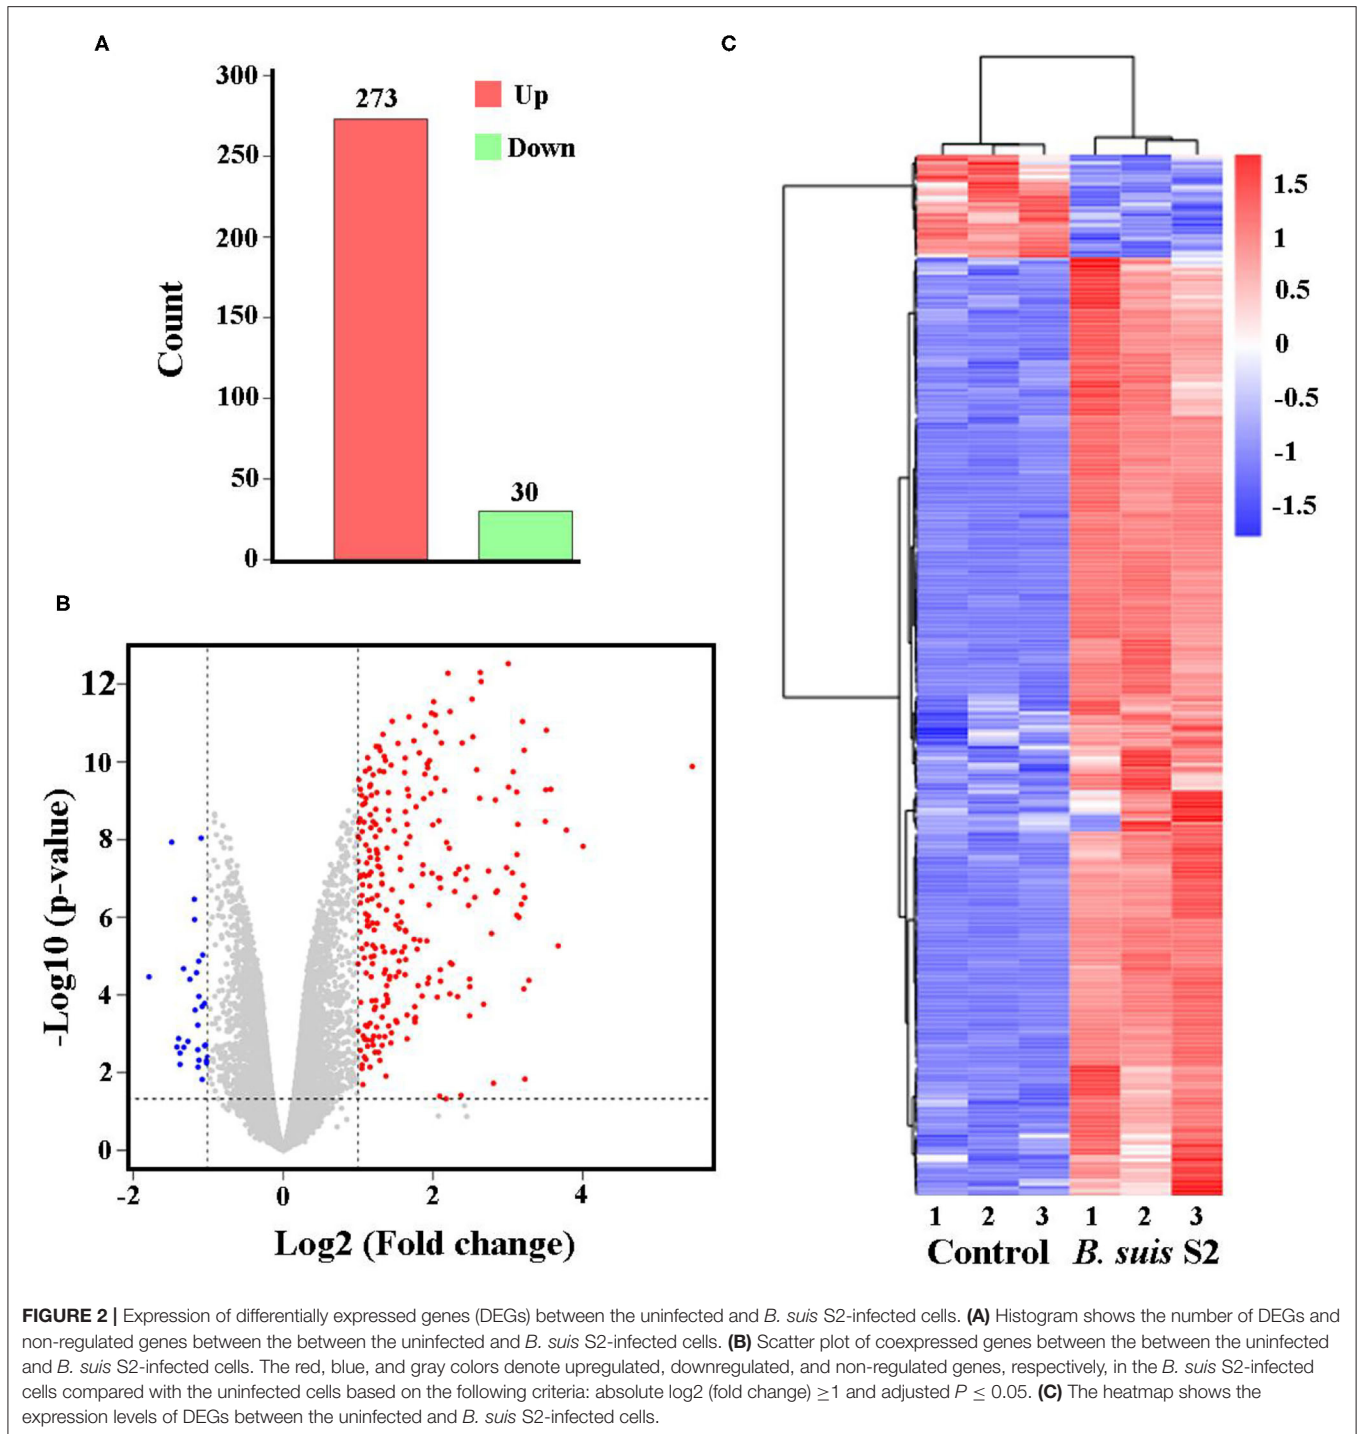 A
300
250
200
150
100
50
0
Count
273
30
Up
Down
B
12
10
8
6
4
2
0
-Log10 (p-value)
-2 0 2 4
Log2 (Fold change)
C
1.5
1
0.5
0
-0.5
-1
-1.5
1 2 3 1 2 3
Control B. suis S2
FIGURE 2 | Expression of differentially expressed genes (DEGs) between the uninfected and B. suis S2-infected cells. (A) Histogram shows the number of DEGs and
non-regulated genes between the between the uninfected and B. suis S2-infected cells. (B) Scatter plot of coexpressed genes between the between the uninfected
and B. suis S2-infected cells. The red, blue, and gray colors denote upregulated, downregulated, and non-regulated genes, respectively, in the B. suis S2-infected
cells compared with the uninfected cells based on the following criteria: absolute log2 (fold change) ≥1 and adjusted P ≤ 0.05. (C) The heatmap shows the
expression levels of DEGs between the uninfected and B. suis S2-infected cells.